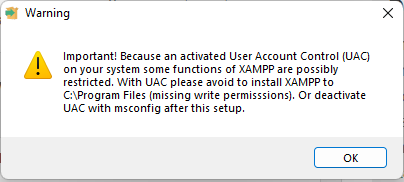 Warning
Important! Because an activated User Account Control (UAC)
on your system some functions of XAMPP are possibly
restricted. With UAC please avoid to install XAMPP to
C:\Program Files (missing write permisssions). Or deactivate
UAC with msconfig after this setup.
OK